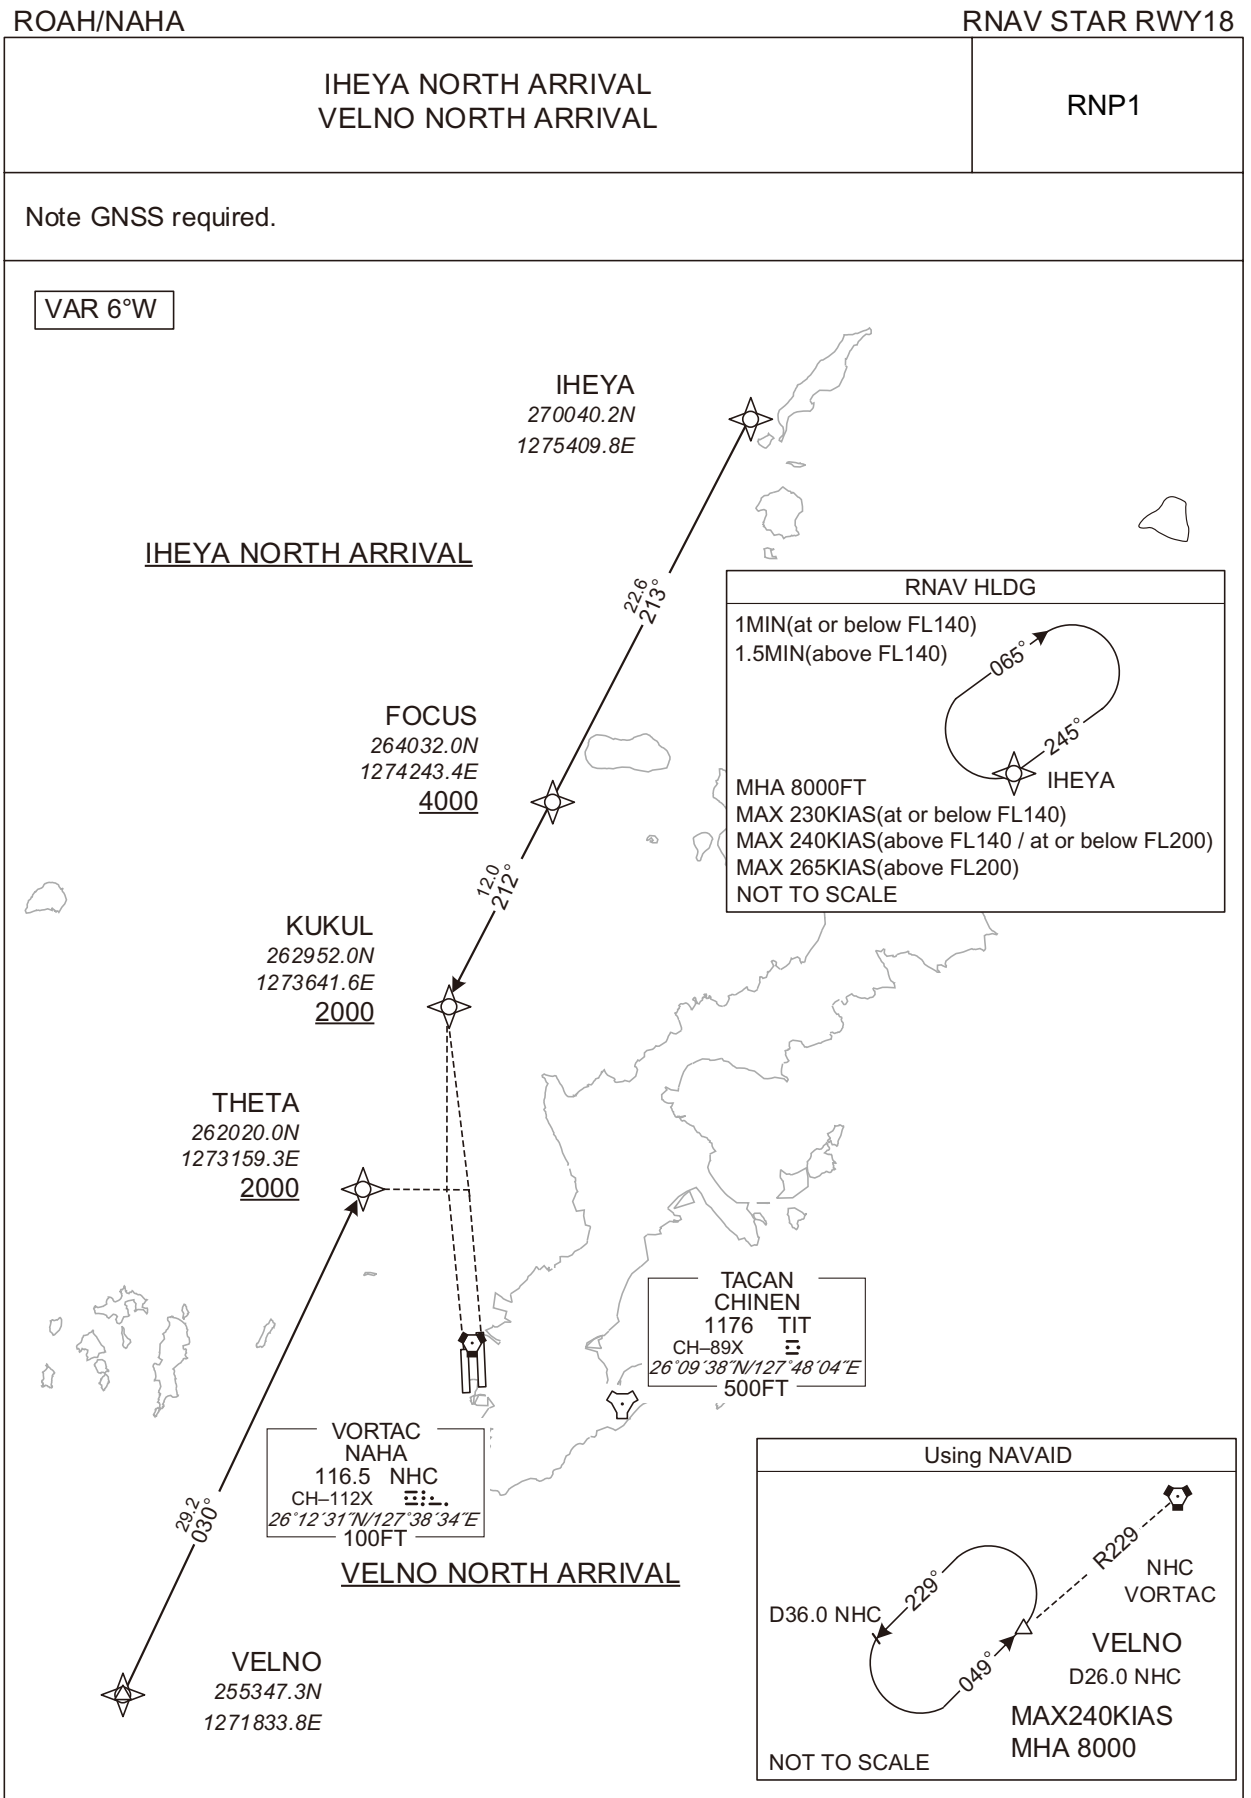 ROAH/NAHA
RNAV STAR RWY18
IHEYA NORTH ARRIVAL
VELNO NORTH ARRIVAL
RNP1
Note GNSS required.
VAR 6°W
IHEYA
270040.2N
1275409.8E
IHEYA NORTH ARRIVAL
22.6
213°
RNAV HLDG
1MIN(at or below FL140)
1.5MIN(above FL140)
065°
245°
IHEYA
MHA 8000FT
MAX 230KIAS(at or below FL140)
MAX 240KIAS(above FL140 / at or below FL200)
MAX 265KIAS(above FL200)
NOT TO SCALE
FOCUS
264032.0N
1274243.4E
4000
12.0
212°
KUKUL
262952.0N
1273641.6E
2000
THETA
262020.0N
1273159.3E
2000
TACAN
CHINEN
1176 TIT
CH–89X
26°09´38˝N/127°48´04˝E
500FT
VORTAC
NAHA
116.5 NHC
CH–112X
26°12´31˝N/127°38´34˝E
100FT
29.2
030°
VELNO NORTH ARRIVAL
VELNO
255347.3N
1271833.8E
Using NAVAID
R229
NHC
VORTAC
229°
D36.0 NHC
049°
VELNO
D26.0 NHC
MAX240KIAS
MHA 8000
NOT TO SCALE